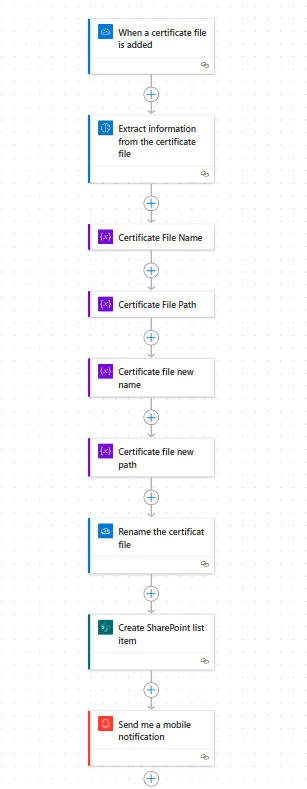 When a certificate file
is added
Extract information
from the certificate
file
{x} Certificate File Name
{x} Certificate File Path
{x} Certificate file new
name
{x} Certificate file new
path
Rename the certificat
file
Create SharePoint list
item
Send me a mobile
notification